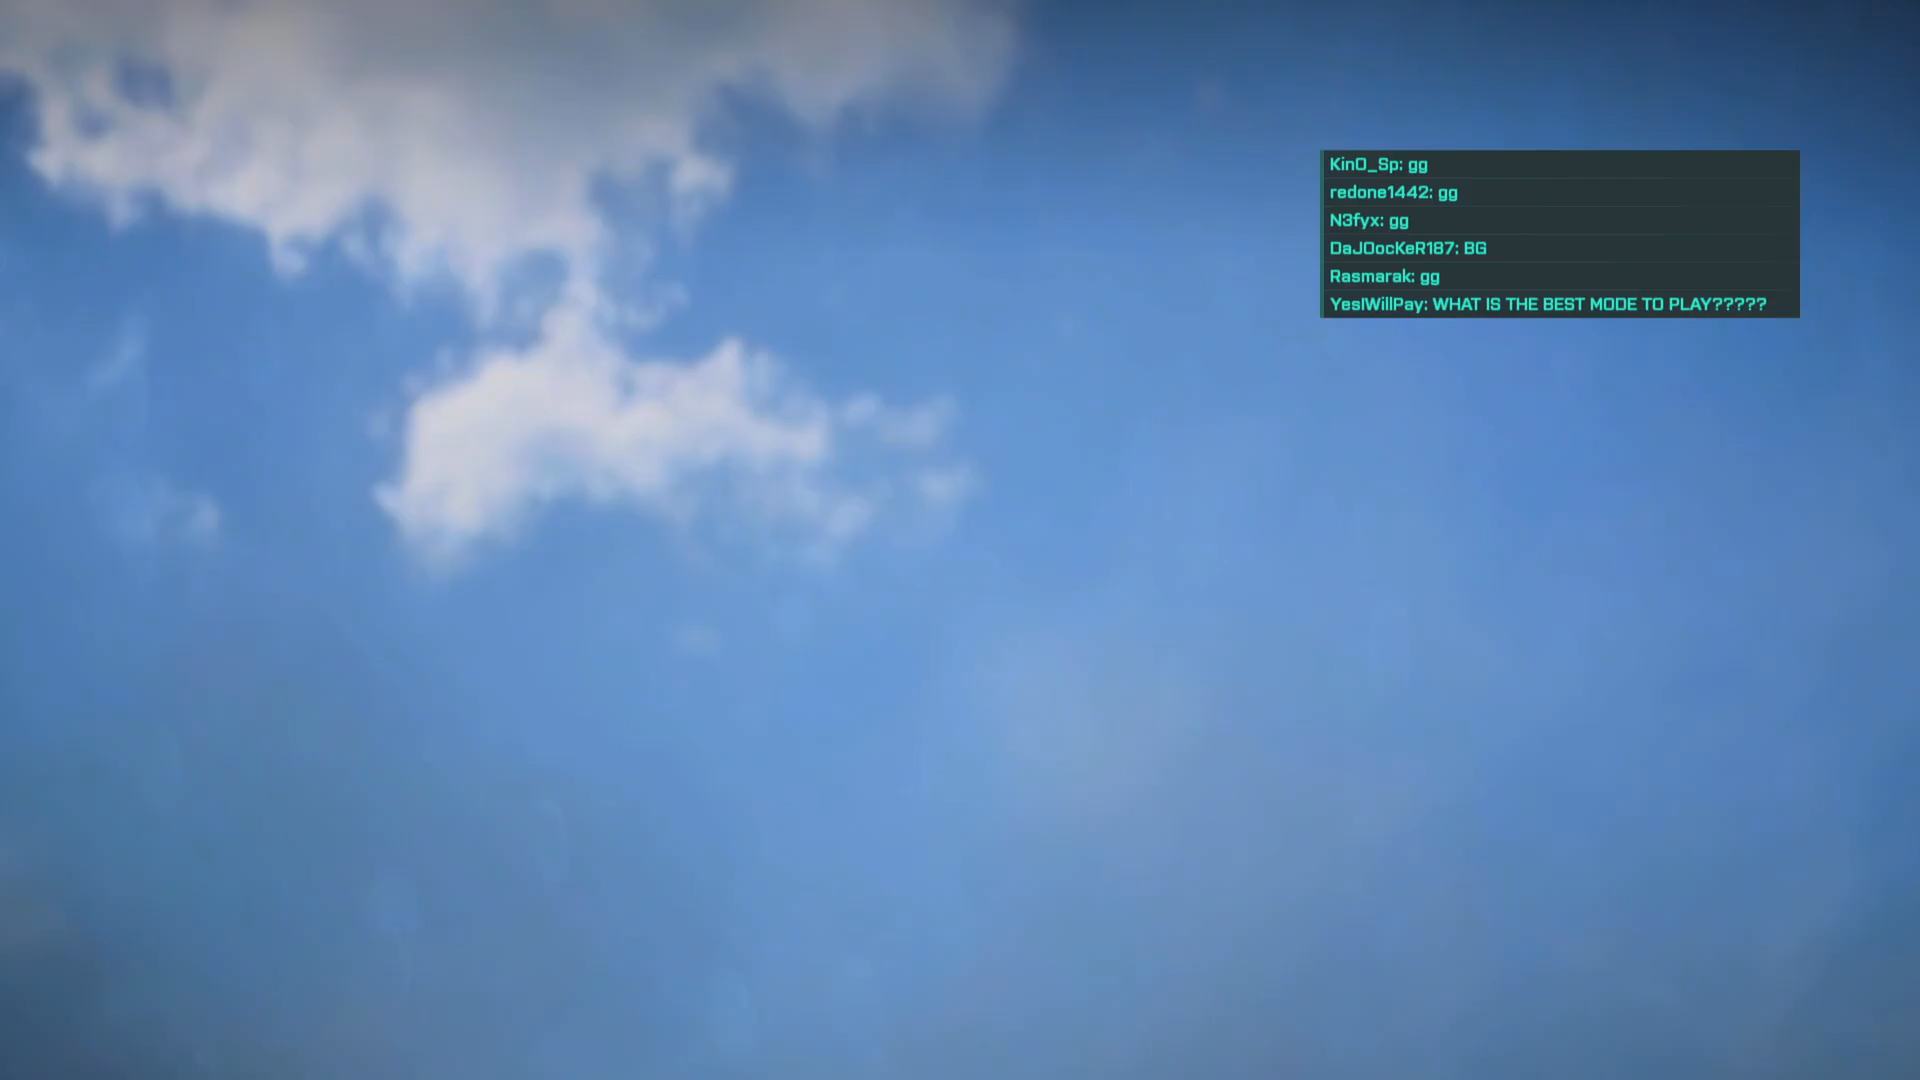 KinO_Sp: gg
redone1442: gg
N3fyx: gg
DaJOocKeR187: BG
Rasmarak: gg
YesIWillPay: WHAT IS THE BEST MODE TO PLAY?????